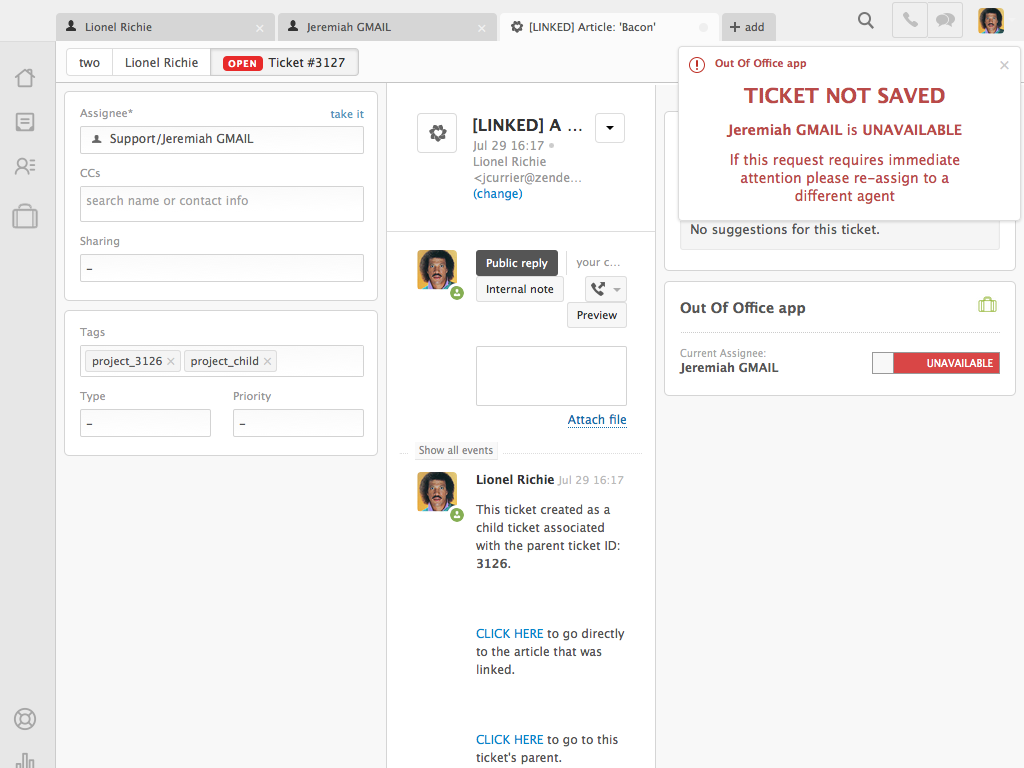 Lionel Richie
Jeremiah GMAIL
[LINKED] Article: 'Bacon'
add
two
Lionel Richie
OPEN Ticket #3127
Assignee*
take it
Support/Jeremiah GMAIL
CCs
search name or contact info
Sharing
–
Tags
project_3126 ×
project_child ×
Type
Priority
–
–
[LINKED] A ...
Jul 29 16:17
Lionel Richie
<jcurrier@zende...
(change)
Public reply
your c...
Internal note
Preview
Attach file
Show all events
Lionel Richie Jul 29 16:17
This ticket created as a
child ticket associated
with the parent ticket ID:
3126.
CLICK HERE to go directly
to the article that was
linked.
CLICK HERE to go to this
ticket's parent.
Out Of Office app
TICKET NOT SAVED
Jeremiah GMAIL is UNAVAILABLE
If this request requires immediate
attention please re-assign to a
different agent
No suggestions for this ticket.
Out Of Office app
Current Assignee:
Jeremiah GMAIL
UNAVAILABLE